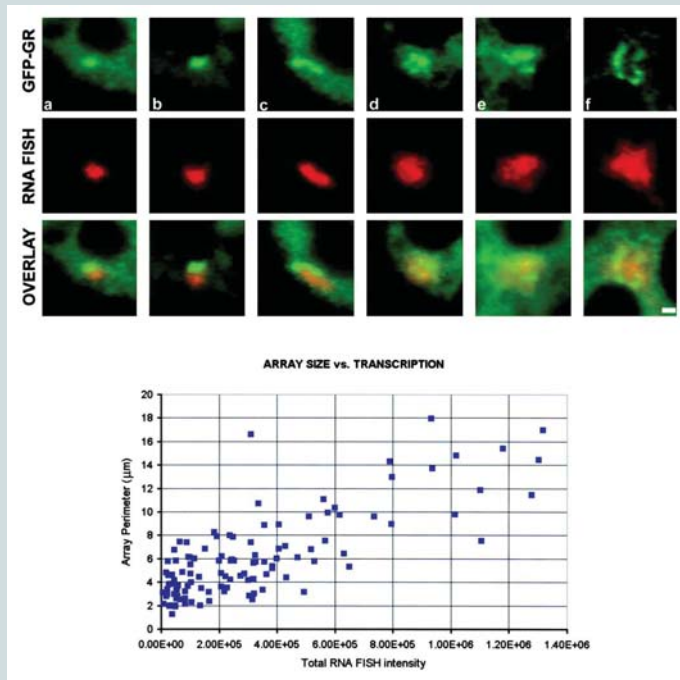 GFP-GR
a b c d e f
RNA FISH
OVERLAY
ARRAY SIZE vs. TRANSCRIPTION
Array Perimeter (μm)
20
18
16
14
12
10
8
6
4
2
0
0.00E+00 2.00E+05 4.00E+05 6.00E+05 8.00E+05 1.00E+06 1.20E+06 1.40E+06
Total RNA FISH intensity